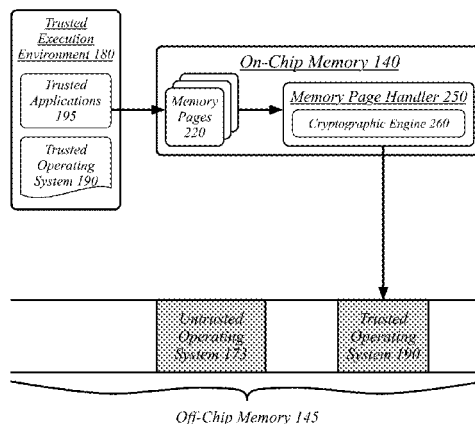 Trusted
Execution
Environment 180
Trusted
Applications
195
Trusted
Operating
System 190
On-Chip Memory 140
Memory
Pages
220
Memory Page Handler 250
Cryptographic Engine 260
Untrusted
Operating
System 173
Trusted
Operating
System 190
Off-Chip Memory 145